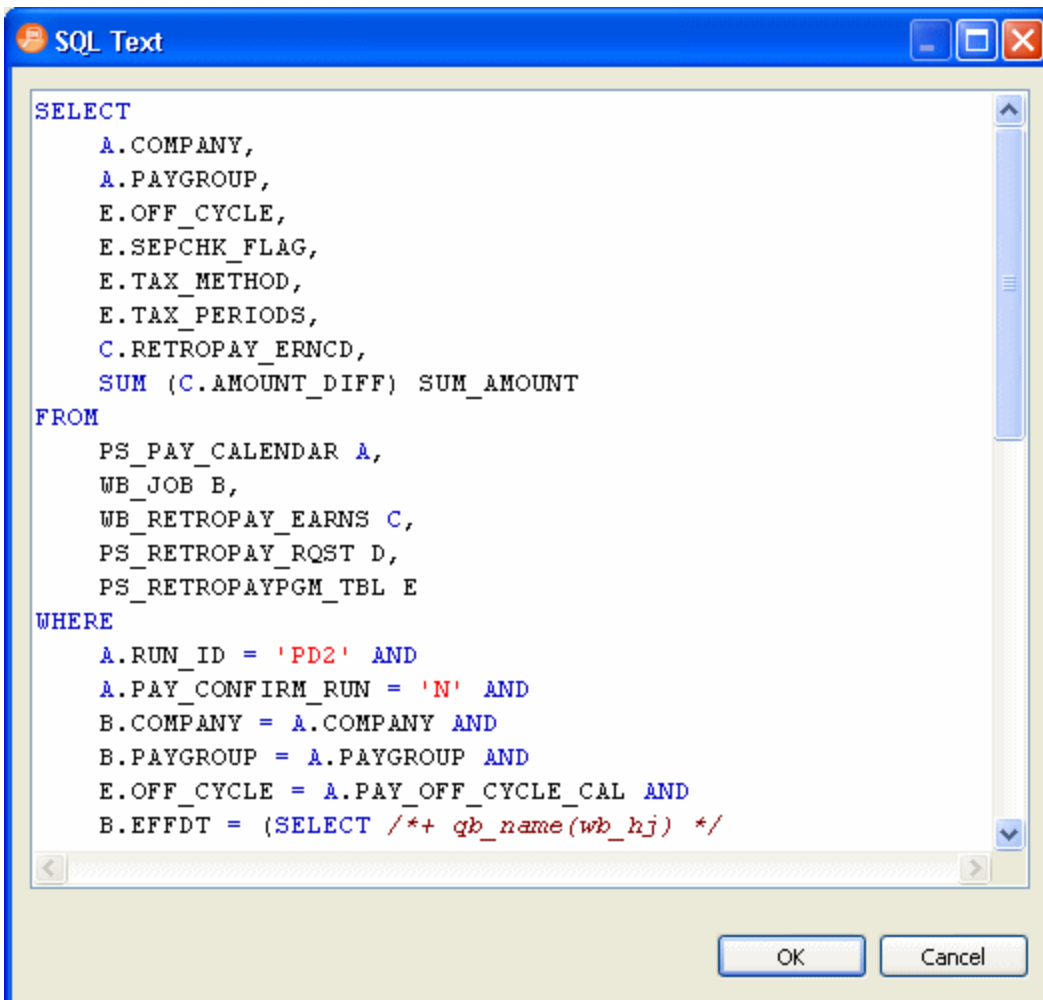 SQL Text
SELECT
A.COMPANY,
A.PAYGROUP,
E.OFF_CYCLE,
E.SEPCHK_FLAG,
E.TAX_METHOD,
E.TAX_PERIODS,
C.RETROPAY_ERNCD,
SUM (C.AMOUNT_DIFF) SUM_AMOUNT
FROM
PS_PAY_CALENDAR A,
WB_JOB B,
WB_RETROPAY_EARNS C,
PS_RETROPAY_RQST D,
PS_RETROPAYPGM_TBL E
WHERE
A.RUN_ID = 'PD2' AND
A.PAY_CONFIRM_RUN = 'N' AND
B.COMPANY = A.COMPANY AND
B.PAYGROUP = A.PAYGROUP AND
E.OFF_CYCLE = A.PAY_OFF_CYCLE_CAL AND
B.EFFDT = (SELECT /*+ qb_name(wb_hj) */
OK Cancel